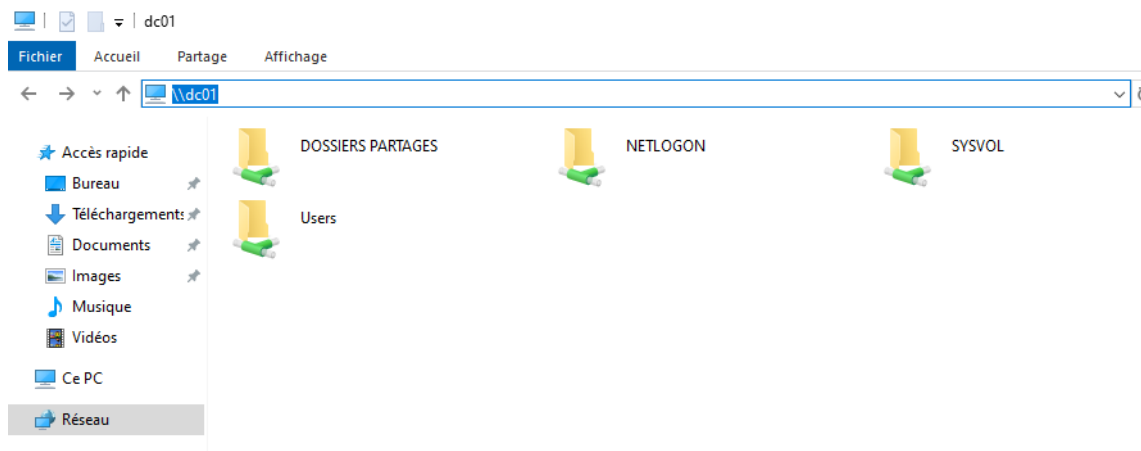 dc01
Fichier Accueil Partage Affichage
\\dc01
Accès rapide
Bureau
Téléchargements
Documents
Images
Musique
Vidéos
Ce PC
Réseau
DOSSIERS PARTAGES
NETLOGON
SYSVOL
Users